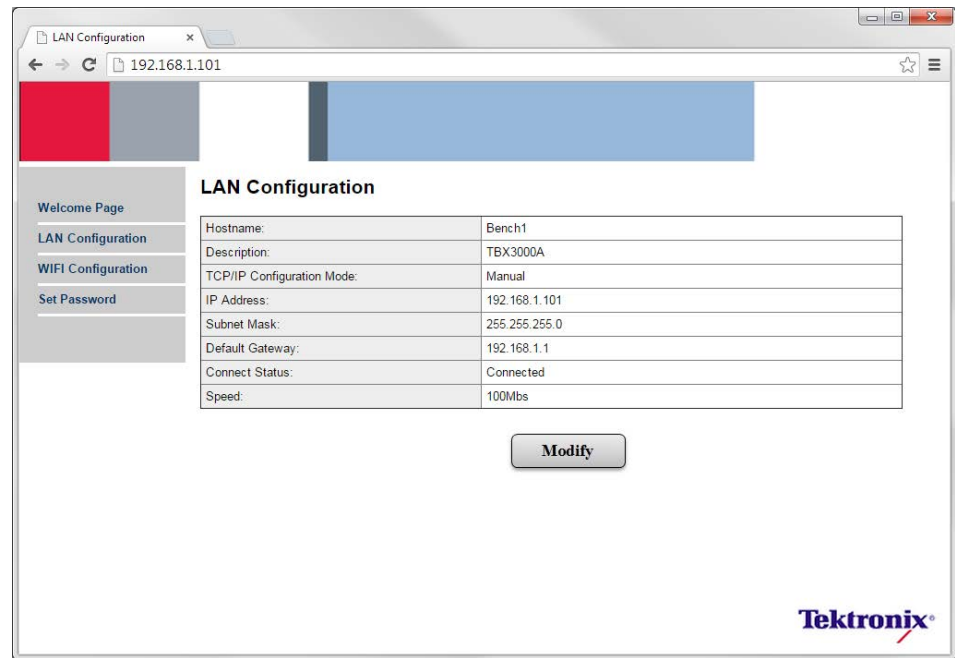 LAN Configuration
192.168.1.101
LAN Configuration
Welcome Page
LAN Configuration
WIFI Configuration
Set Password
Hostname: Bench1
Description: TBX3000A
TCP/IP Configuration Mode: Manual
IP Address: 192.168.1.101
Subnet Mask: 255.255.255.0
Default Gateway: 192.168.1.1
Connect Status: Connected
Speed: 100Mbs
Modify
Tektronix